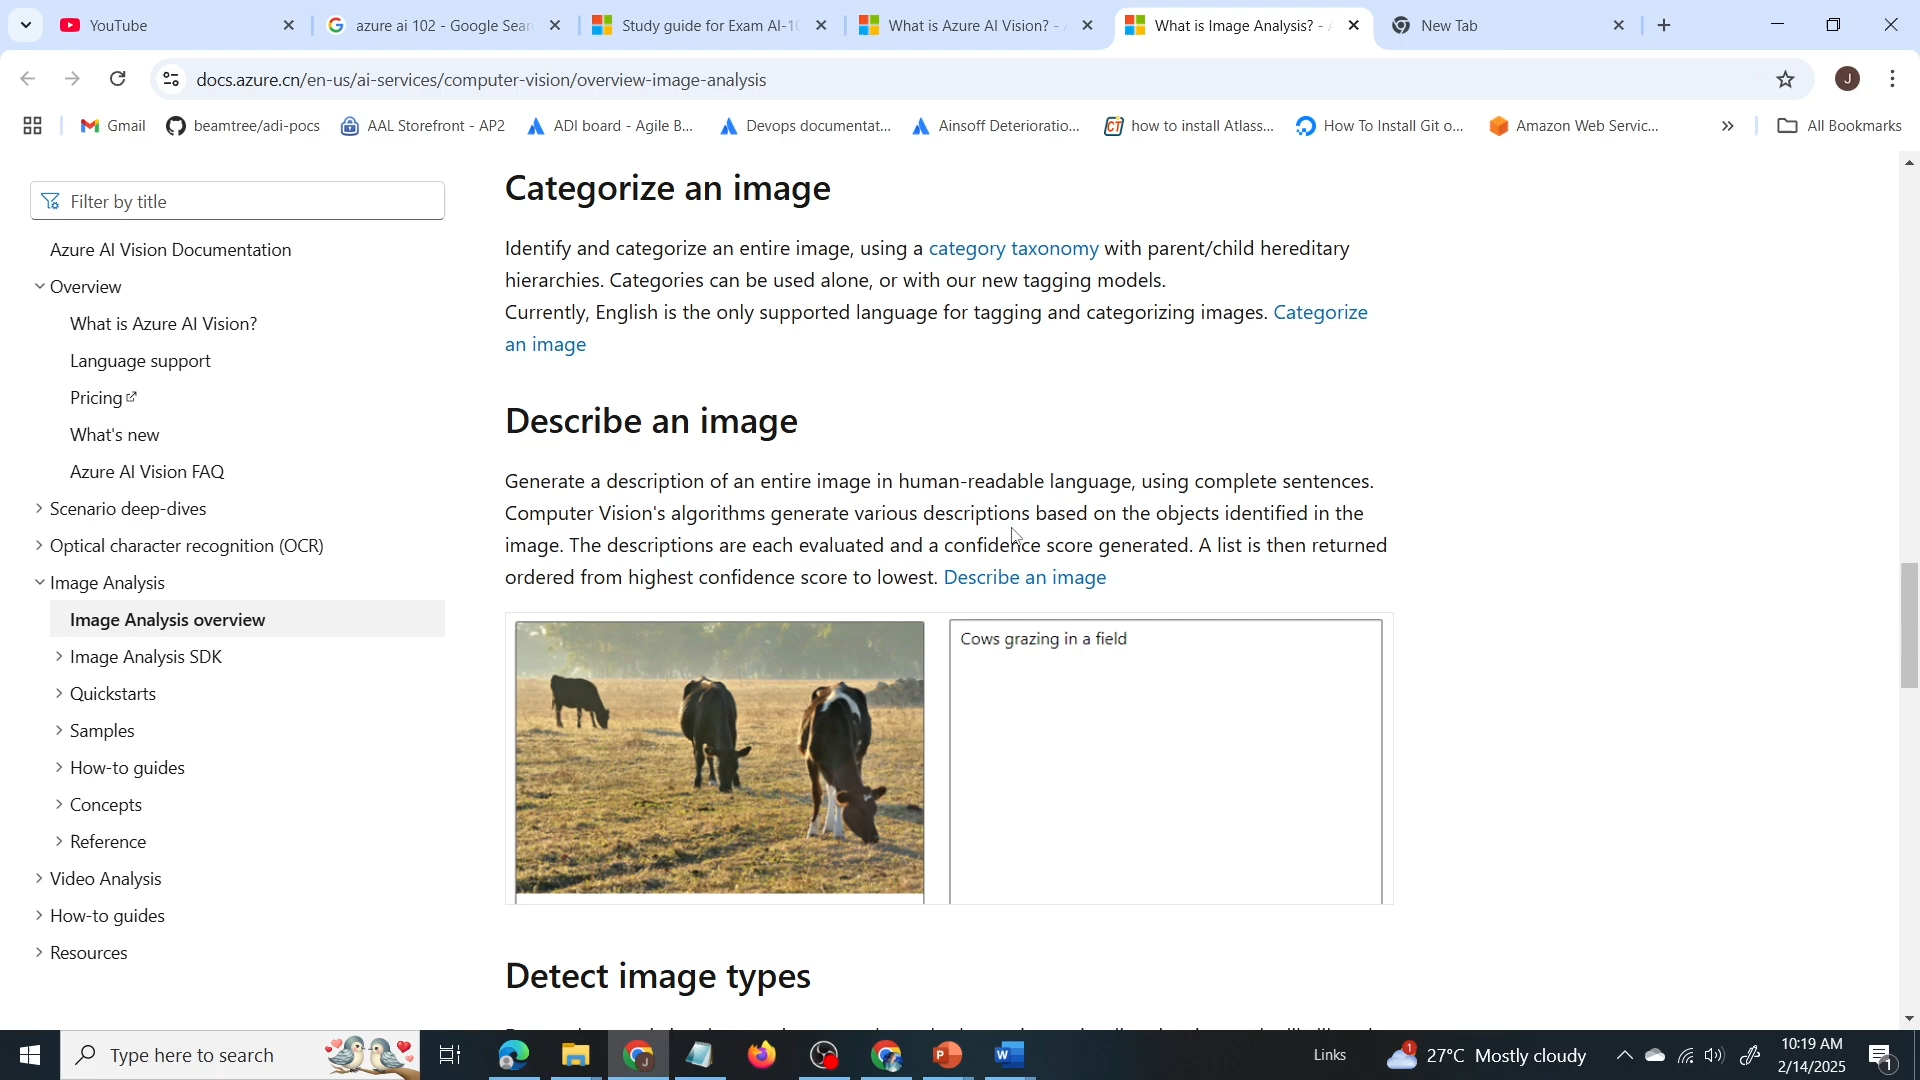 YouTube
azure ai 102 - Google Sear
Study guide for Exam AI-10
What is Azure AI Vision? -
What is Image Analysis? - A
New Tab
docs.azure.cn/en-us/ai-services/computer-vision/overview-image-analysis
J
Gmail
beamtree/adi-pocs
AAL Storefront - AP2
ADI board - Agile B...
Devops documentat...
Ainsoff Deterioratio...
how to install Atlass...
How To Install Git o...
Amazon Web Servic...
All Bookmarks
Filter by title
Azure AI Vision Documentation
Overview
What is Azure AI Vision?
Language support
Pricing
What's new
Azure AI Vision FAQ
Scenario deep-dives
Optical character recognition (OCR)
Image Analysis
Image Analysis overview
Image Analysis SDK
Quickstarts
Samples
How-to guides
Concepts
Reference
Video Analysis
How-to guides
Resources
Categorize an image
Identify and categorize an entire image, using a category taxonomy with parent/child hereditary
hierarchies. Categories can be used alone, or with our new tagging models.
Currently, English is the only supported language for tagging and categorizing images. Categorize
an image
Describe an image
Generate a description of an entire image in human-readable language, using complete sentences.
Computer Vision's algorithms generate various descriptions based on the objects identified in the
image. The descriptions are each evaluated and a confidence score generated. A list is then returned
ordered from highest confidence score to lowest. Describe an image
Cows grazing in a field
Detect image types
Type here to search
Links
1
27°C Mostly cloudy
10:19 AM
2/14/2025
1